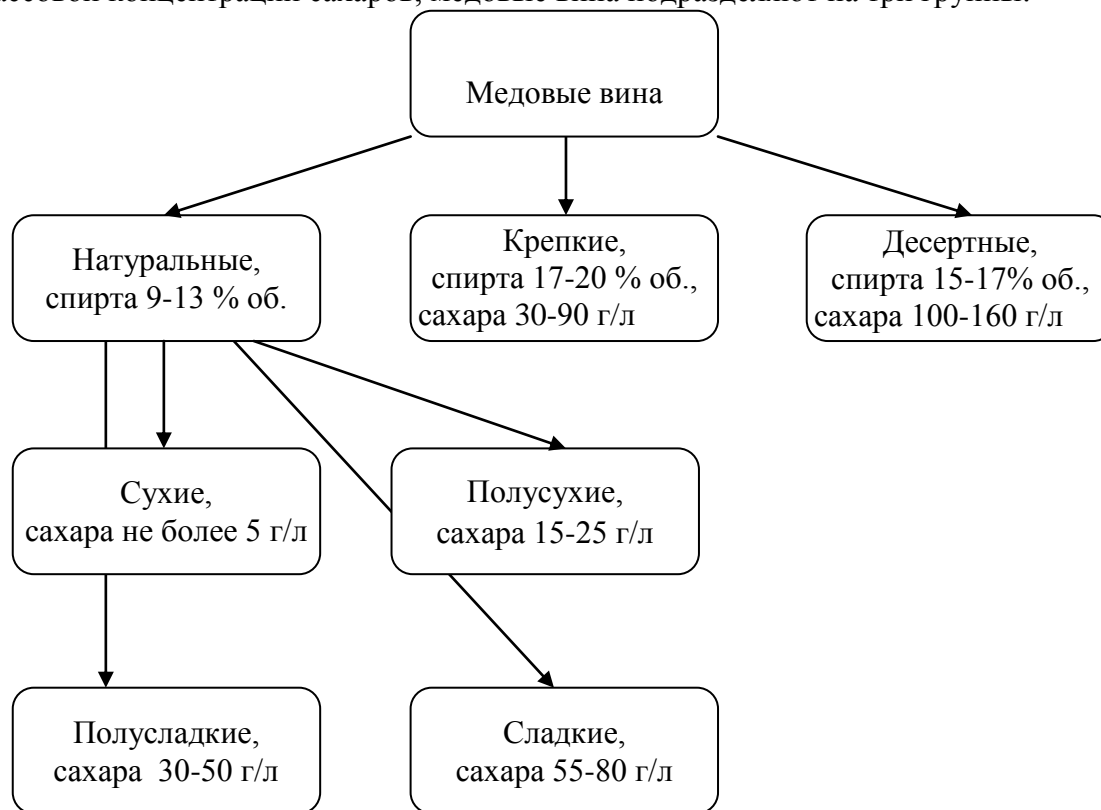 концентрации сахаров, медовые вина подразделяют на три группы.
Медовые вина
Натуральные,
спирта 9-13 % об.
Крепкие,
спирта 17-20 % об.,
сахара 30-90 г/л
Десертные,
спирта 15-17% об.,
сахара 100-160 г/л
Сухие,
сахара не более 5 г/л
Полусухие,
сахара 15-25 г/л
Полусладкие,
сахара  30-50 г/л
Сладкие,
сахара 55-80 г/л